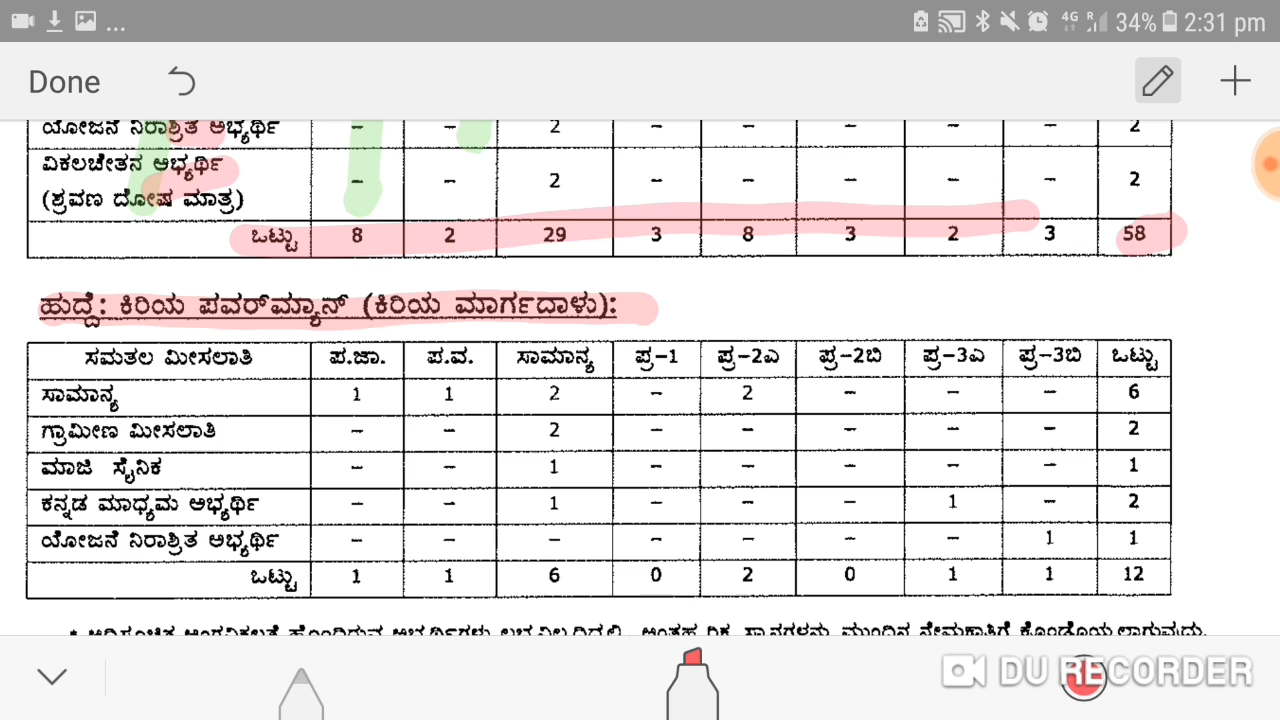 ... 4G R 34% 2:31 pm
Done
ಯೋಜನೆ ನಿರಾಶ್ರಿತ ಅಭ್ಯರ್ಥಿ – – 2 – – – – – 2
ವಿಕಲಚೇತನ ಅಭ್ಯರ್ಥಿ
(ಶ್ರವಣ ದೋಷ ಮಾತ್ರ) – – 2 – – – – – 2
ಒಟ್ಟು 8 2 29 3 8 3 2 3 58
ಹುದ್ದೆ: ಕಿರಿಯ ಪವರ್‌ಮ್ಯಾನ್ (ಕಿರಿಯ ಮಾರ್ಗದಾಳು):
ಸಮತಲ ಮೀಸಲಾತಿ ಪ.ಜಾ. ಪ.ವ. ಸಾಮಾನ್ಯ ಪ್ರ-1 ಪ್ರ-2ಎ ಪ್ರ-2ಬಿ ಪ್ರ-3ಎ ಪ್ರ-3ಬಿ ಒಟ್ಟು
ಸಾಮಾನ್ಯ 1 1 2 – 2 – – – 6
ಗ್ರಾಮೀಣ ಮೀಸಲಾತಿ – – 2 – – – – – 2
ಮಾಜಿ ಸೈನಿಕ – – 1 – – – – – 1
ಕನ್ನಡ ಮಾಧ್ಯಮ ಅಭ್ಯರ್ಥಿ – – 1 – – – 1 – 2
ಯೋಜನೆ ನಿರಾಶ್ರಿತ ಅಭ್ಯರ್ಥಿ – – – – – – – 1 1
ಒಟ್ಟು 1 1 6 0 2 0 1 1 12
DU RECORDER